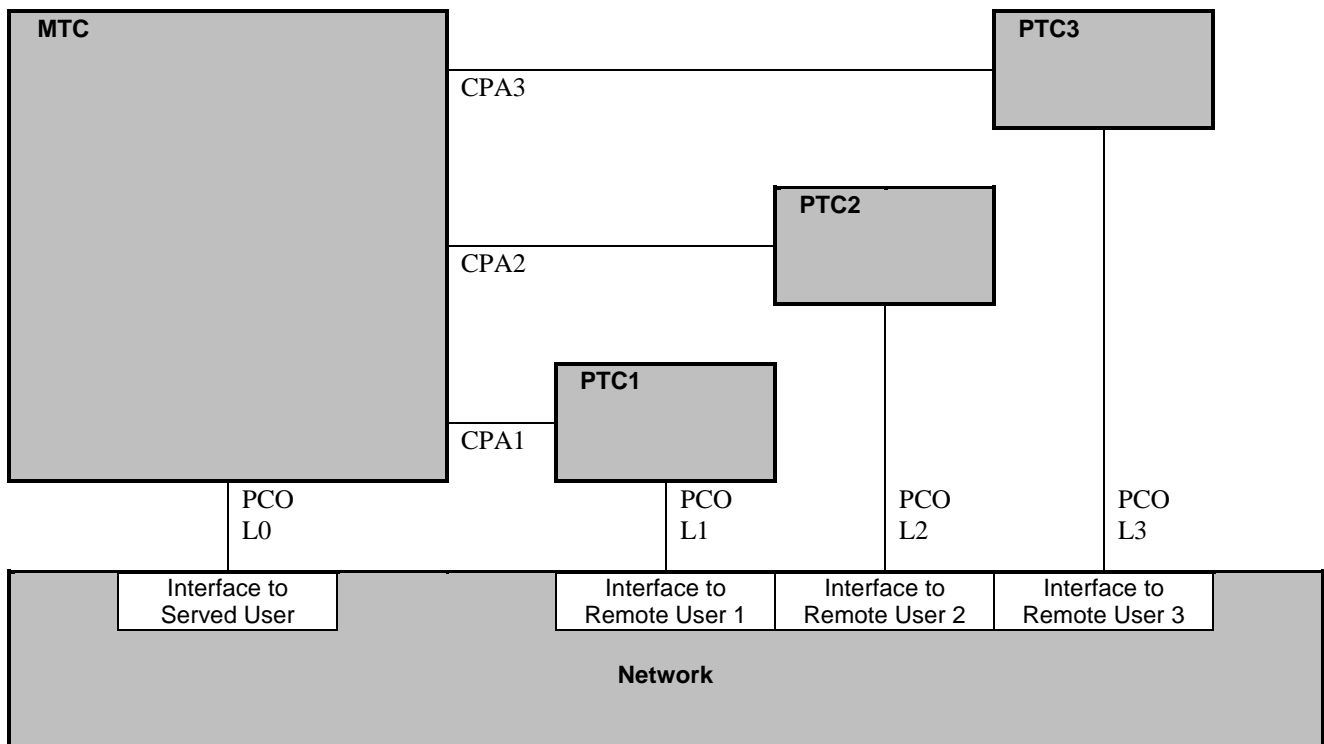 MTC
PTC3
CPA3
PTC2
CPA2
PTC1
CPA1
PCO
L0
PCO
L1
PCO
L2
PCO
L3
Interface to
Served User
Interface to
Remote User 1
Interface to
Remote User 2
Interface to
Remote User 3
Network